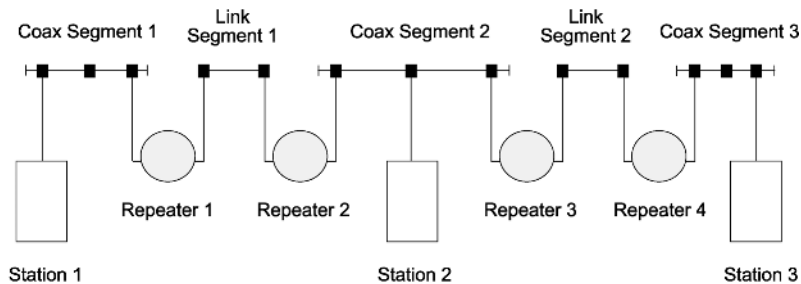 Coax Segment 1
Link
Segment 1
Coax Segment 2
Link
Segment 2
Coax Segment 3
Repeater 1
Repeater 2
Repeater 3
Repeater 4
Station 1
Station 2
Station 3